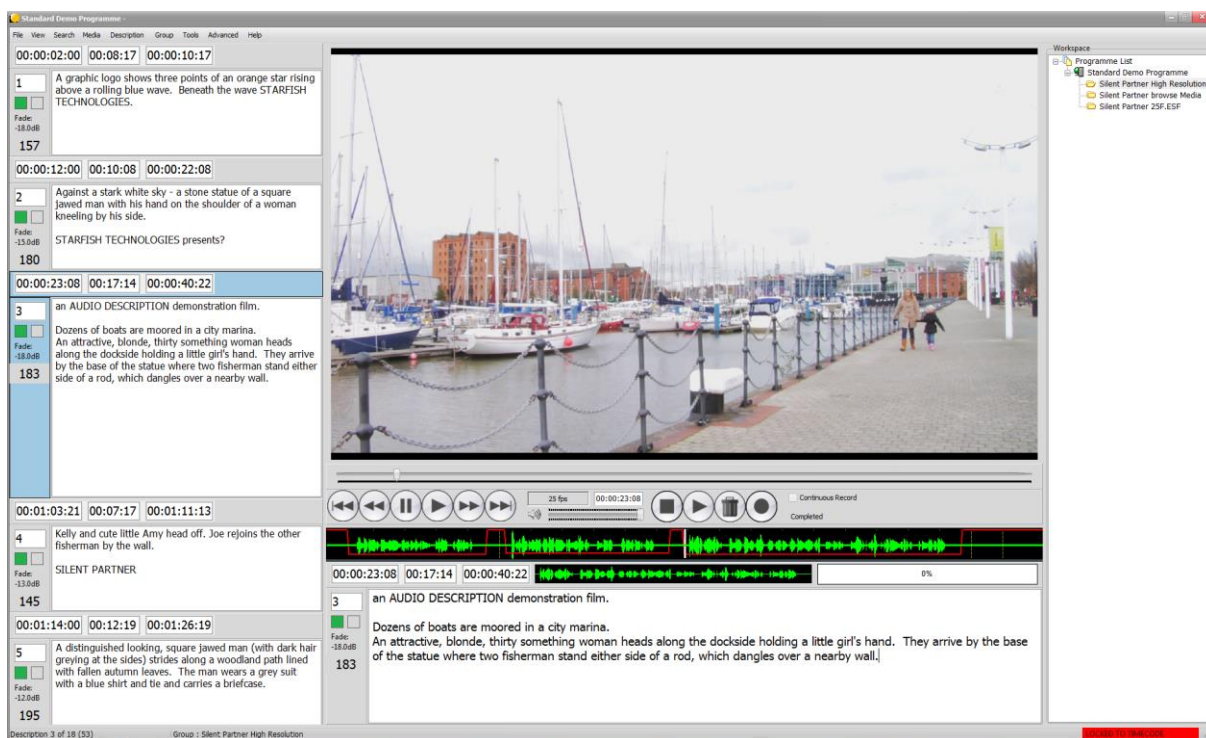 Standard Demo Programme -
File View Search Media Description Group Tools Advanced Help
00:00:02:00 00:08:17 00:00:10:17
1
A graphic logo shows three points of an orange star rising
above a rolling blue wave. Beneath the wave STARFISH
TECHNOLOGIES.
Fade:
-18.0dB
157
00:00:12:00 00:10:08 00:00:22:08
2
Against a stark white sky - a stone statue of a square
jawed man with his hand on the shoulder of a woman
kneeling by his side.
STARFISH TECHNOLOGIES presents?
Fade:
-15.0dB
180
00:00:23:08 00:17:14 00:00:40:22
3
an AUDIO DESCRIPTION demonstration film.
Dozens of boats are moored in a city marina.
An attractive, blonde, thirty something woman heads
along the dockside holding a little girl's hand. They arrive
by the base of the statue where two fisherman stand either
side of a rod, which dangles over a nearby wall.
Fade:
-18.0dB
183
00:01:03:21 00:07:17 00:01:11:13
4
Kelly and cute little Amy head off. Joe rejoins the other
fisherman by the wall.
SILENT PARTNER
Fade:
-13.0dB
145
00:01:14:00 00:12:19 00:01:26:19
5
A distinguished looking, square jawed man (with dark hair
greying at the sides) strides along a woodland path lined
with fallen autumn leaves. The man wears a grey suit
with a blue shirt and tie and carries a briefcase.
Fade:
-12.0dB
195
25 fps 00:00:23:08
Continuous Record
Completed
00:00:23:08 00:17:14 00:00:40:22 0%
3
an AUDIO DESCRIPTION demonstration film.
Dozens of boats are moored in a city marina.
An attractive, blonde, thirty something woman heads along the dockside holding a little girl's hand. They arrive by the base
of the statue where two fisherman stand either side of a rod, which dangles over a nearby wall.
Fade:
-18.0dB
183
Workspace
Programme List
Standard Demo Programme
Silent Partner High Resolution
Silent Partner browse Media
Silent Partner 25F.ESF
Description 3 of 18 (53) Group : Silent Partner High Resolution LOCKED TO TIMECODE